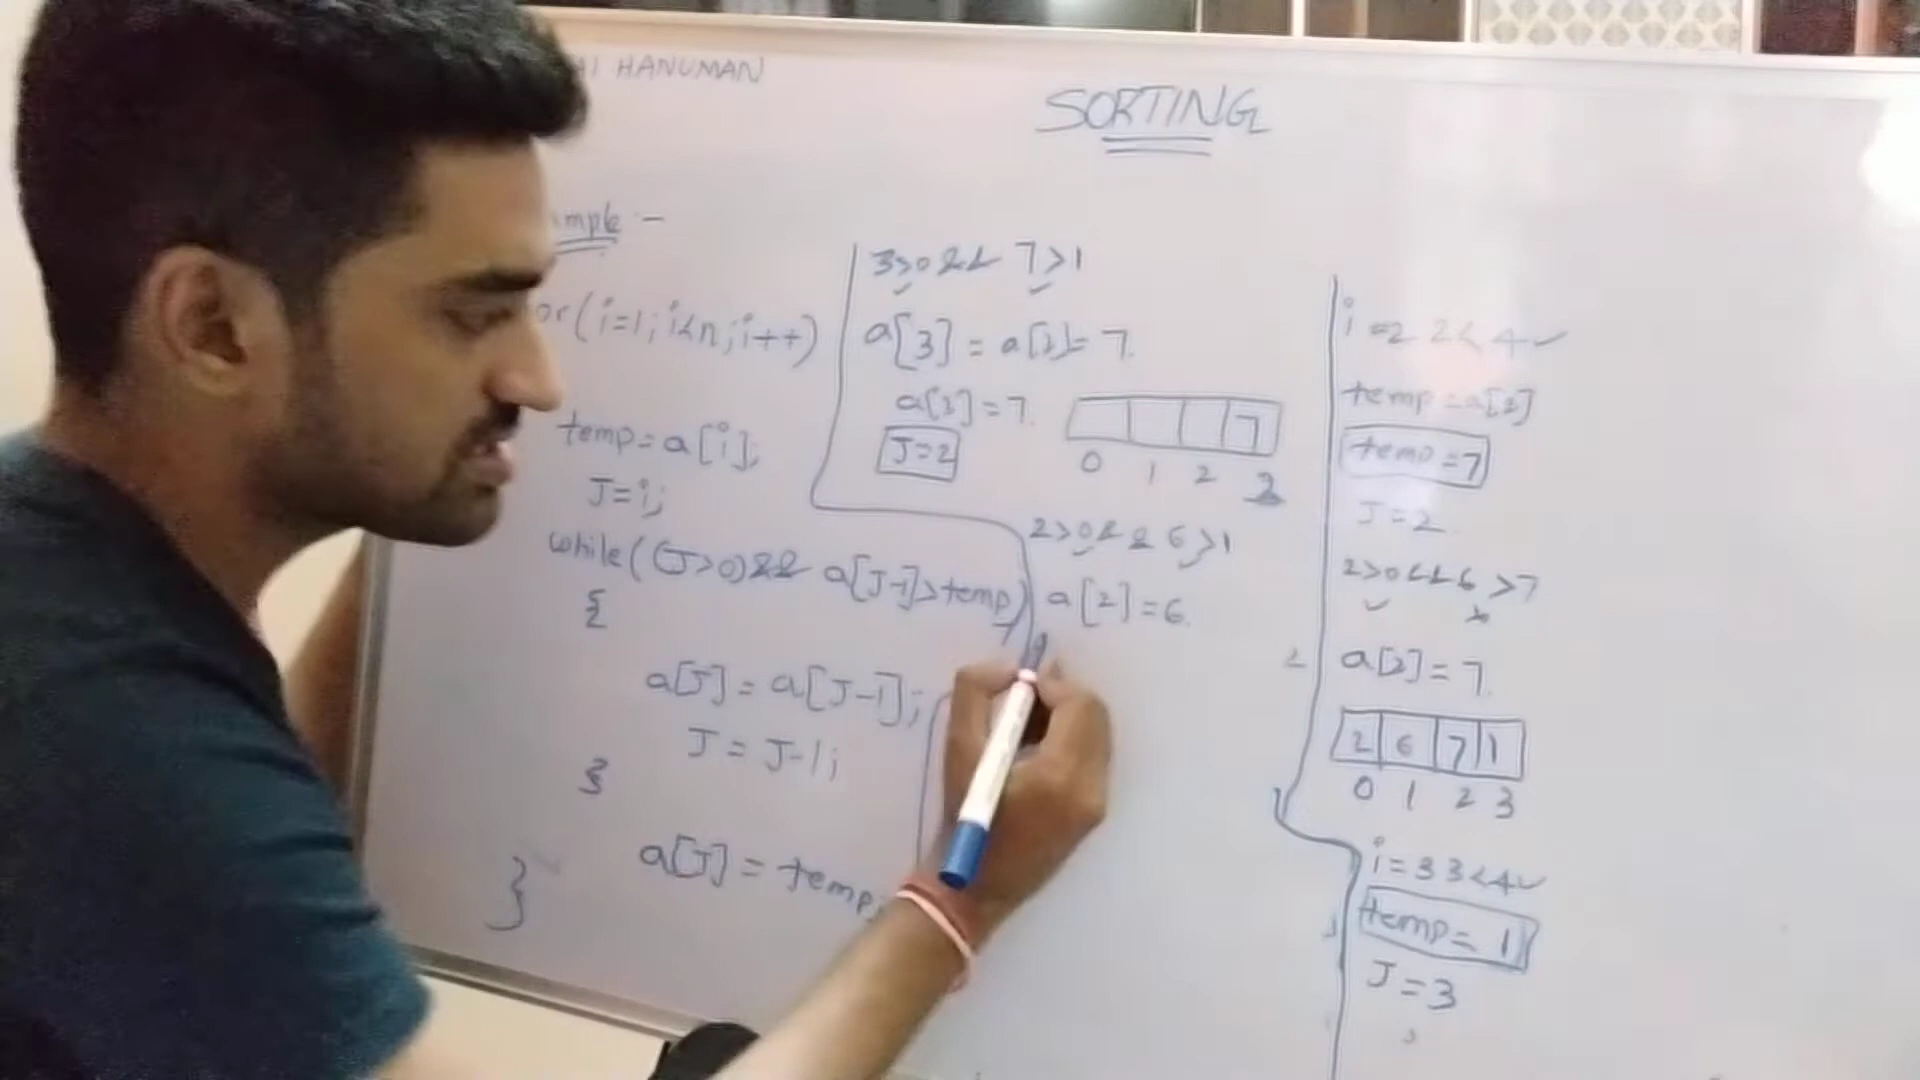 HANUMAN
SORTING
mple :-
or(i=1; i<n; i++)
temp=a[i];
J=i;
while((J>0)&& a[J-1]>temp)
{
a[J] = a[J-1];
J = J-1;
}
a[J] = temp;
}
3>0 && 7>1
a[3] = a[2]= 7.
a[3]=7.
J=2
7
0 1 2 3
2>0 && 6>1
a[2]=6.
i=2 2<4✓
temp=a[2]
temp=7
J=2.
2>0 && 6>7
a[2]=7.
2 6 7 1
0 1 2 3
i=3 3<4✓
temp= 1
J=3